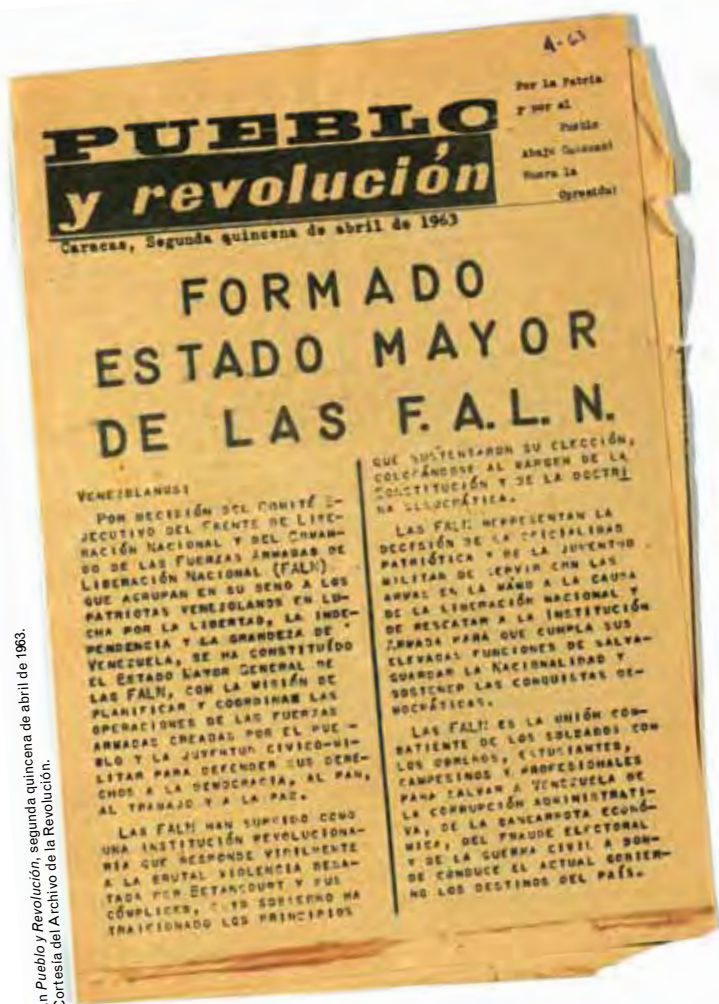 A-63
PUEBLO
y revolución
Por la Patria
y por el
Pueblo
Abajo
Muera la
Opresión!
Caracas, Segunda quincena de abril de 1963
FORMADO
ESTADO MAYOR
DE LAS F.A.L.N.
VENEZOLANOS:
POR DECISIÓN DEL COMITÉ E-
JECUTIVO DEL FRENTE DE LIBE-
RACIÓN NACIONAL Y DEL COMAN-
DO DE LAS FUERZAS ARMADAS DE
LIBERACIÓN NACIONAL (FALN)
QUE AGRUPAN EN SU SENO A LOS
PATRIOTAS VENEZOLANOS EN LU-
CHA POR LA LIBERTAD, LA INDE-
PENDENCIA Y LA GRANDEZA DE
VENEZUELA, SE HA CONSTITUÍDO
EL ESTADO MAYOR GENERAL DE
LAS FALN, CON LA MISIÓN DE
PLANIFICAR Y COORDINAR LAS
OPERACIONES DE LAS FUERZAS
ARMADAS CREADAS POR EL PUE-
BLO Y LA JUVENTUD CIVICO-MI-
LITAR PARA DEFENDER SUS DERE-
CHOS A LA DEMOCRACIA, AL PAN,
AL TRABAJO Y A LA PAZ.
LAS FALN HAN SURGIDO COMO
UNA INSTITUCIÓN REVOLUCIONA-
RIA QUE RESPONDE VIRILMENTE
A LA BRUTAL VIOLENCIA DESA-
TADA POR BETANCOURT Y SUS
CÓMPLICES, CUYO GOBIERNO HA
TRAICIONADO LOS PRINCIPIOS
QUE SUSTENTARON SU ELECCIÓN,
COLOCÁNDOSE AL MARGEN DE LA
CONSTITUCIÓN Y DE LA DOCTRI
NA DEMOCRÁTICA.
LAS FALN REPRESENTAN LA
DECISIÓN DE LA OFICIALIDAD
PATRIÓTICA Y DE LA JUVENTUD
MILITAR DE SERVIR CON LAS
ARMAS EN LA MANO A LA CAUSA
DE LA LIBERACIÓN NACIONAL Y
DE RESCATAR A LA INSTITUCIÓN
ARMADA PARA QUE CUMPLA SUS
ELEVADAS FUNCIONES DE SALVA-
GUARDAR LA NACIONALIDAD Y
SOSTENER LAS CONQUISTAS DE-
MOCRÁTICAS.
LAS FALN ES LA UNIÓN COM-
BATIENTE DE LOS SOLDADOS CON
LOS OBREROS, ESTUDIANTES,
CAMPESINOS Y PROFESIONALES
PARA SALVAR A VENEZUELA DE
LA CORRUPCIÓN ADMINISTRATI-
VA, DE LA BANCARROTA ECONÓ-
MICA, DEL FRAUDE ELECTORAL
Y DE LA GUERRA CIVIL A DON-
DE CONDUCE EL ACTUAL GOBIER-
NO LOS DESTINOS DEL PAÍS.
n Pueblo y Revolución, segunda quincena de abril de 1963.
Cortesía del Archivo de la Revolución.